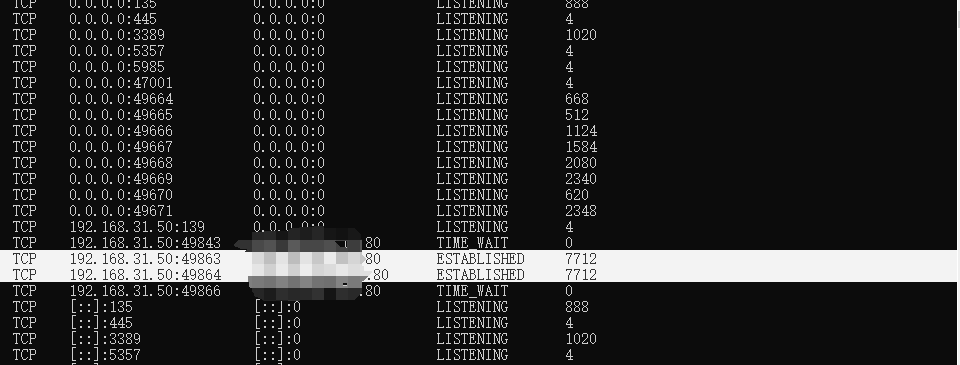 TCP 0.0.0.0:135 0.0.0.0:0 LISTENING 888
TCP 0.0.0.0:445 0.0.0.0:0 LISTENING 4
TCP 0.0.0.0:3389 0.0.0.0:0 LISTENING 1020
TCP 0.0.0.0:5357 0.0.0.0:0 LISTENING 4
TCP 0.0.0.0:5985 0.0.0.0:0 LISTENING 4
TCP 0.0.0.0:47001 0.0.0.0:0 LISTENING 4
TCP 0.0.0.0:49664 0.0.0.0:0 LISTENING 668
TCP 0.0.0.0:49665 0.0.0.0:0 LISTENING 512
TCP 0.0.0.0:49666 0.0.0.0:0 LISTENING 1124
TCP 0.0.0.0:49667 0.0.0.0:0 LISTENING 1584
TCP 0.0.0.0:49668 0.0.0.0:0 LISTENING 2080
TCP 0.0.0.0:49669 0.0.0.0:0 LISTENING 2340
TCP 0.0.0.0:49670 0.0.0.0:0 LISTENING 620
TCP 0.0.0.0:49671 0.0.0.0:0 LISTENING 2348
TCP 192.168.31.50:139 0.0.0.0:0 LISTENING 4
TCP 192.168.31.50:49843 :80 TIME_WAIT 0
TCP 192.168.31.50:49863 80 ESTABLISHED 7712
TCP 192.168.31.50:49864 :80 ESTABLISHED 7712
TCP 192.168.31.50:49866 :80 TIME_WAIT 0
TCP [::]:135 [::]:0 LISTENING 888
TCP [::]:445 [::]:0 LISTENING 4
TCP [::]:3389 [::]:0 LISTENING 1020
TCP [::]:5357 [::]:0 LISTENING 4